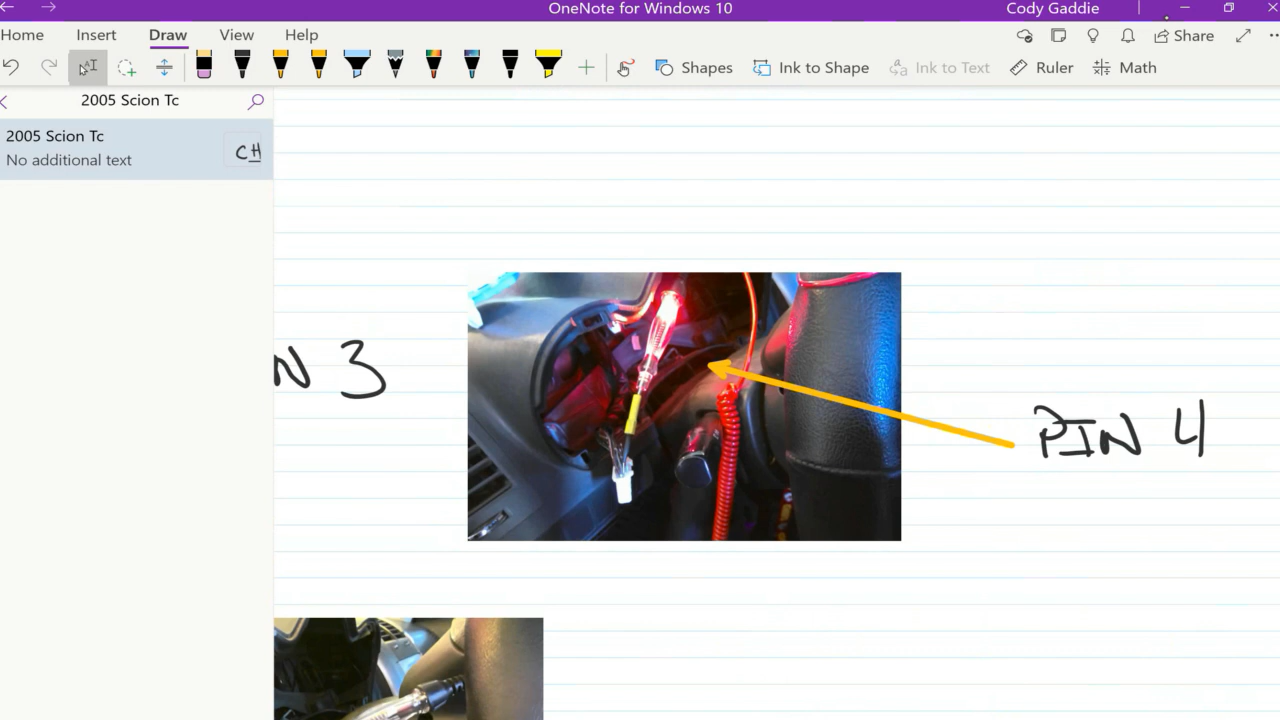 OneNote for Windows 10
Cody Gaddie
Home
Insert
Draw
View
Help
Share
Shapes
Ink to Shape
Ink to Text
Ruler
Math
2005 Scion Tc
2005 Scion Tc
No additional text
CH
N 3
PIN 4